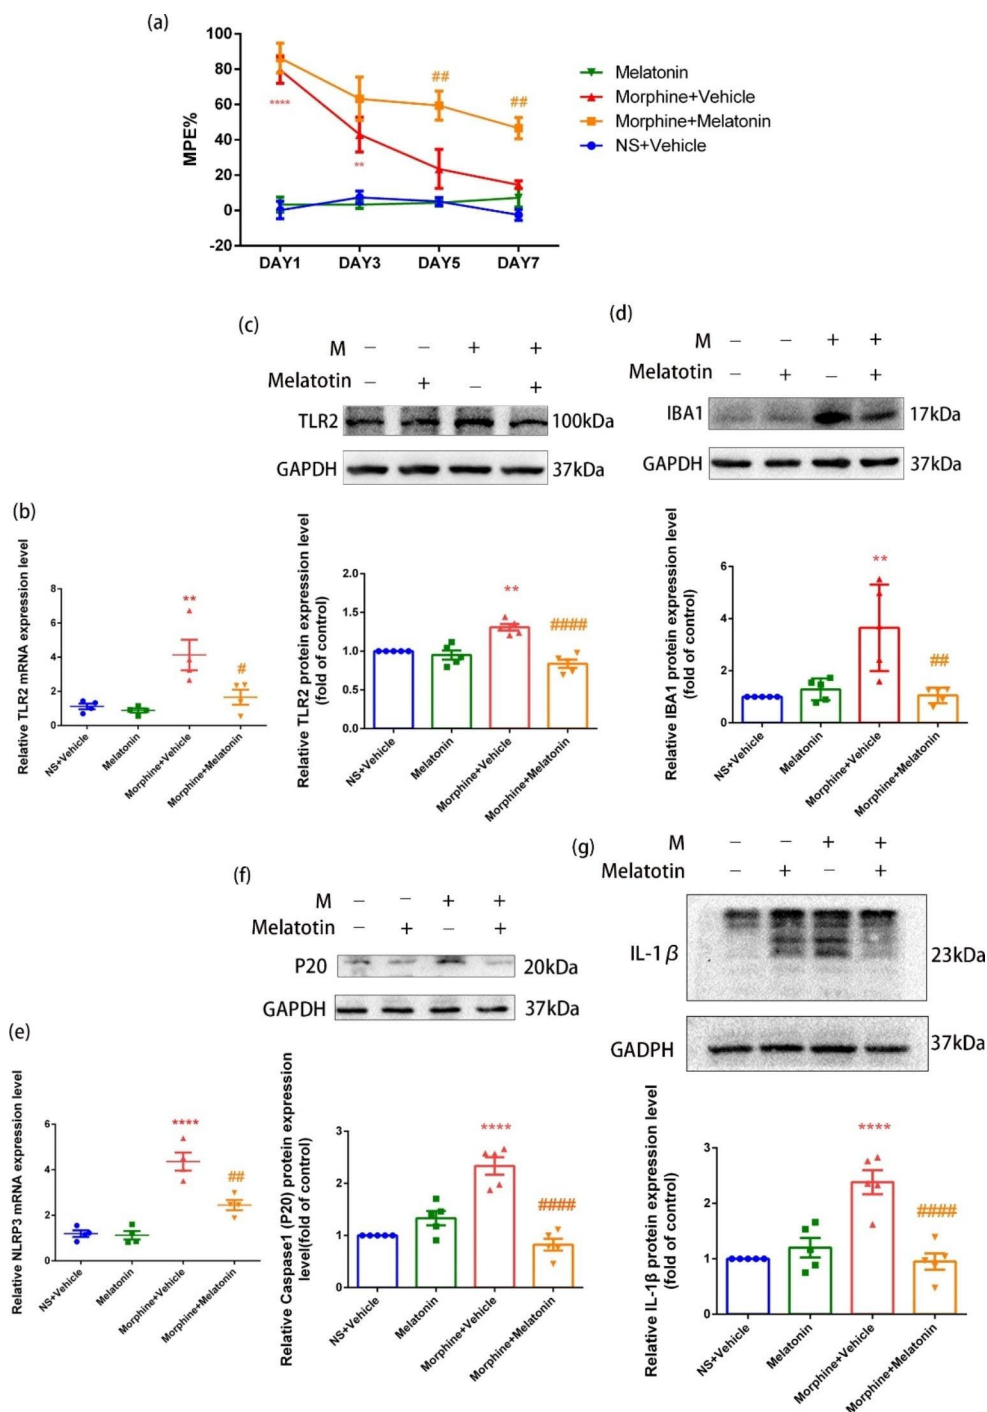 (a)
MPE%
100
80
60
40
20
0
-20
****
**
##
##
DAY1 DAY3 DAY5 DAY7
Melatonin
Morphine+Vehicle
Morphine+Melatonin
NS+Vehicle
(c)
M – – + +
Melatotin – + – +
TLR2 100kDa
GAPDH 37kDa
(d)
M – – + +
Melatotin – + – +
IBA1 17kDa
GAPDH 37kDa
(b)
Relative TLR2 mRNA expression level
8
6
4
2
0
**
#
NS+Vehicle
Melatonin
Morphine+Vehicle
Morphine+Melatonin
Relative TLR2 protein expression level
(fold of control)
2.0
1.5
1.0
0.5
0.0
**
####
NS+Vehicle
Melatonin
Morphine+Vehicle
Morphine+Melatonin
Relative IBA1 protein expression level
(fold of control)
6
4
2
0
**
##
NS+Vehicle
Melatonin
Morphine+Vehicle
Morphine+Melatonin
(f)
M – – + +
Melatotin – + – +
P20 20kDa
GAPDH 37kDa
(g)
M – – + +
Melatotin – + – +
IL-1β 23kDa
GADPH 37kDa
(e)
Relative NLRP3 mRNA expression level
6
4
2
0
****
##
NS+Vehicle
Melatonin
Morphine+Vehicle
Morphine+Melatonin
Relative Caspase1 (P20) protein expression
level(fold of control)
3
2
1
0
****
####
NS+Vehicle
Melatonin
Morphine+Vehicle
Morphine+Melatonin
Relative IL-1β protein expression level
(fold of control)
3
2
1
0
****
####
NS+Vehicle
Melatonin
Morphine+Vehicle
Morphine+Melatonin